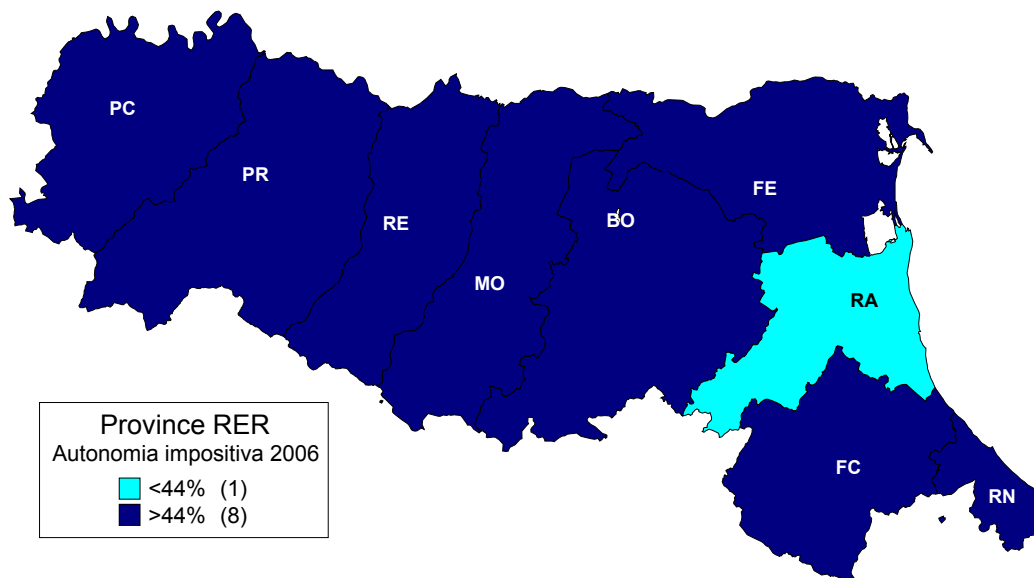 PC
PR
RE
MO
BO
FE
RA
FC
RN
Province RER
Autonomia impositiva 2006
<44% (1)
>44% (8)